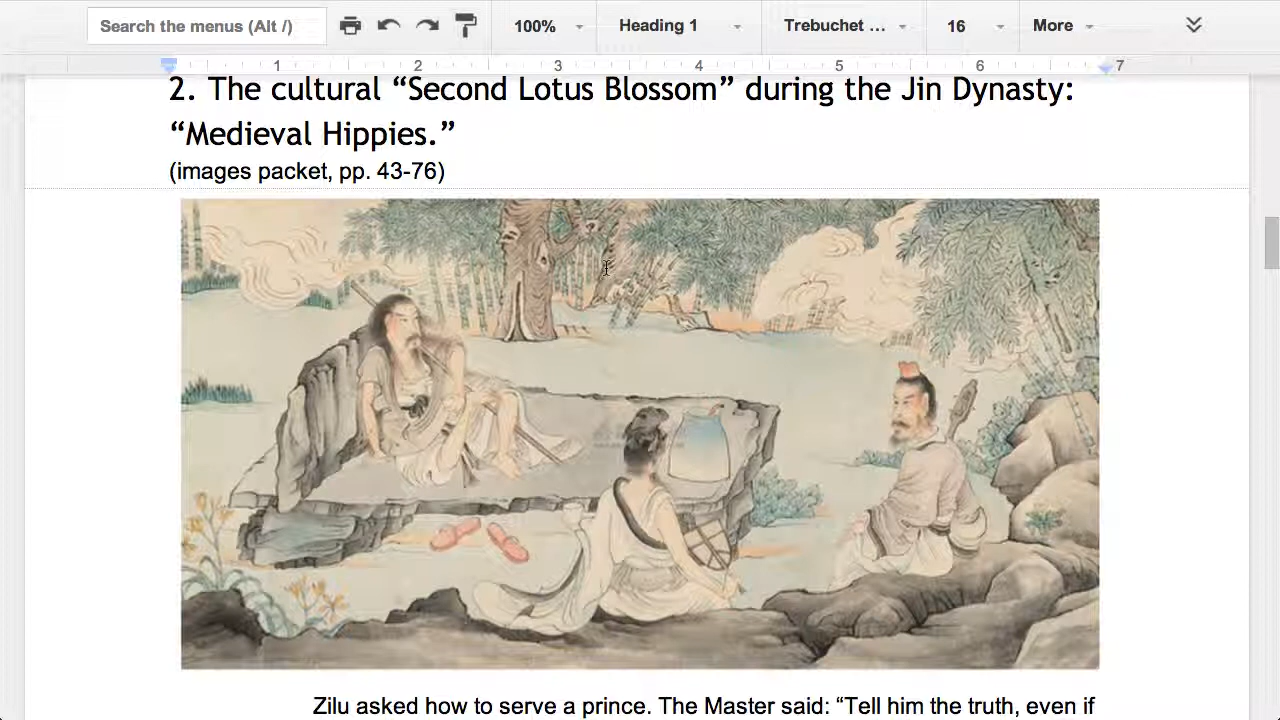 Search the menus (Alt /)
100%
Heading 1
Trebuchet ...
16
More
1 2 3 4 5 6 7
2. The cultural “Second Lotus Blossom” during the Jin Dynasty:
“Medieval Hippies.”
(images packet, pp. 43-76)
Zilu asked how to serve a prince. The Master said: “Tell him the truth, even if